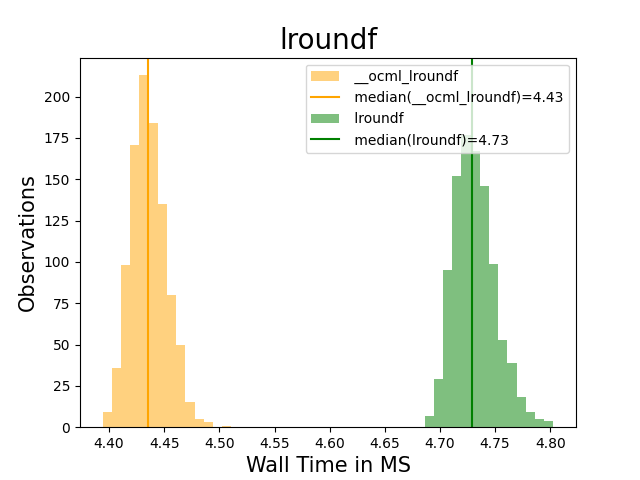 lroundf
__ocml_lroundf
median(__ocml_lroundf)=4.43
lroundf
median(lroundf)=4.73
Observations
200
175
150
125
100
75
50
25
0
4.40 4.45 4.50 4.55 4.60 4.65 4.70 4.75 4.80
Wall Time in MS